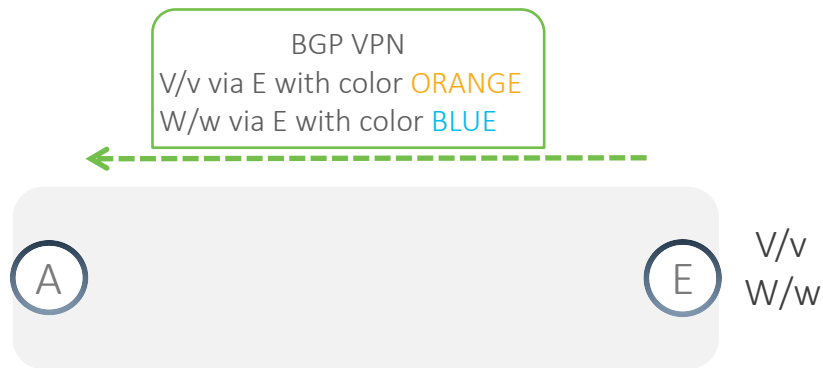 BGP VPN
V/v via E with color ORANGE
W/w via E with color BLUE
A
E
V/v
W/w